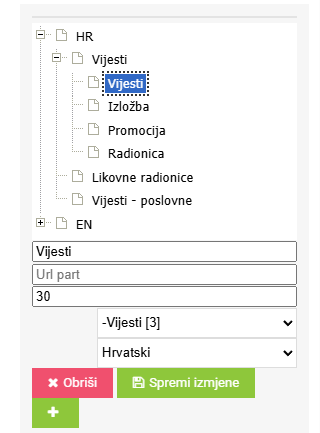 HR
Vijesti
Vijesti
Izložba
Promocija
Radionica
Likovne radionice
Vijesti - poslovne
EN
Vijesti
Url part
30
-Vijesti [3]
Hrvatski
Obriši Spremi izmjene